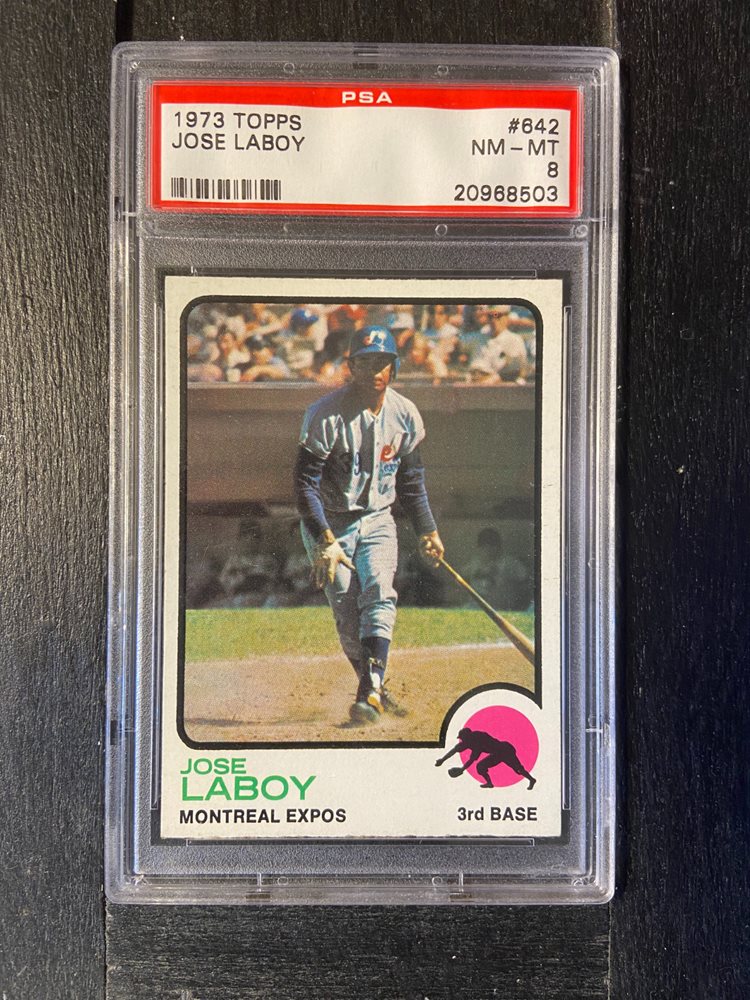 PSA
1973 TOPPS #642
JOSE LABOY NM-MT
8
20968503
JOSE
LABOY
MONTREAL EXPOS 3rd BASE